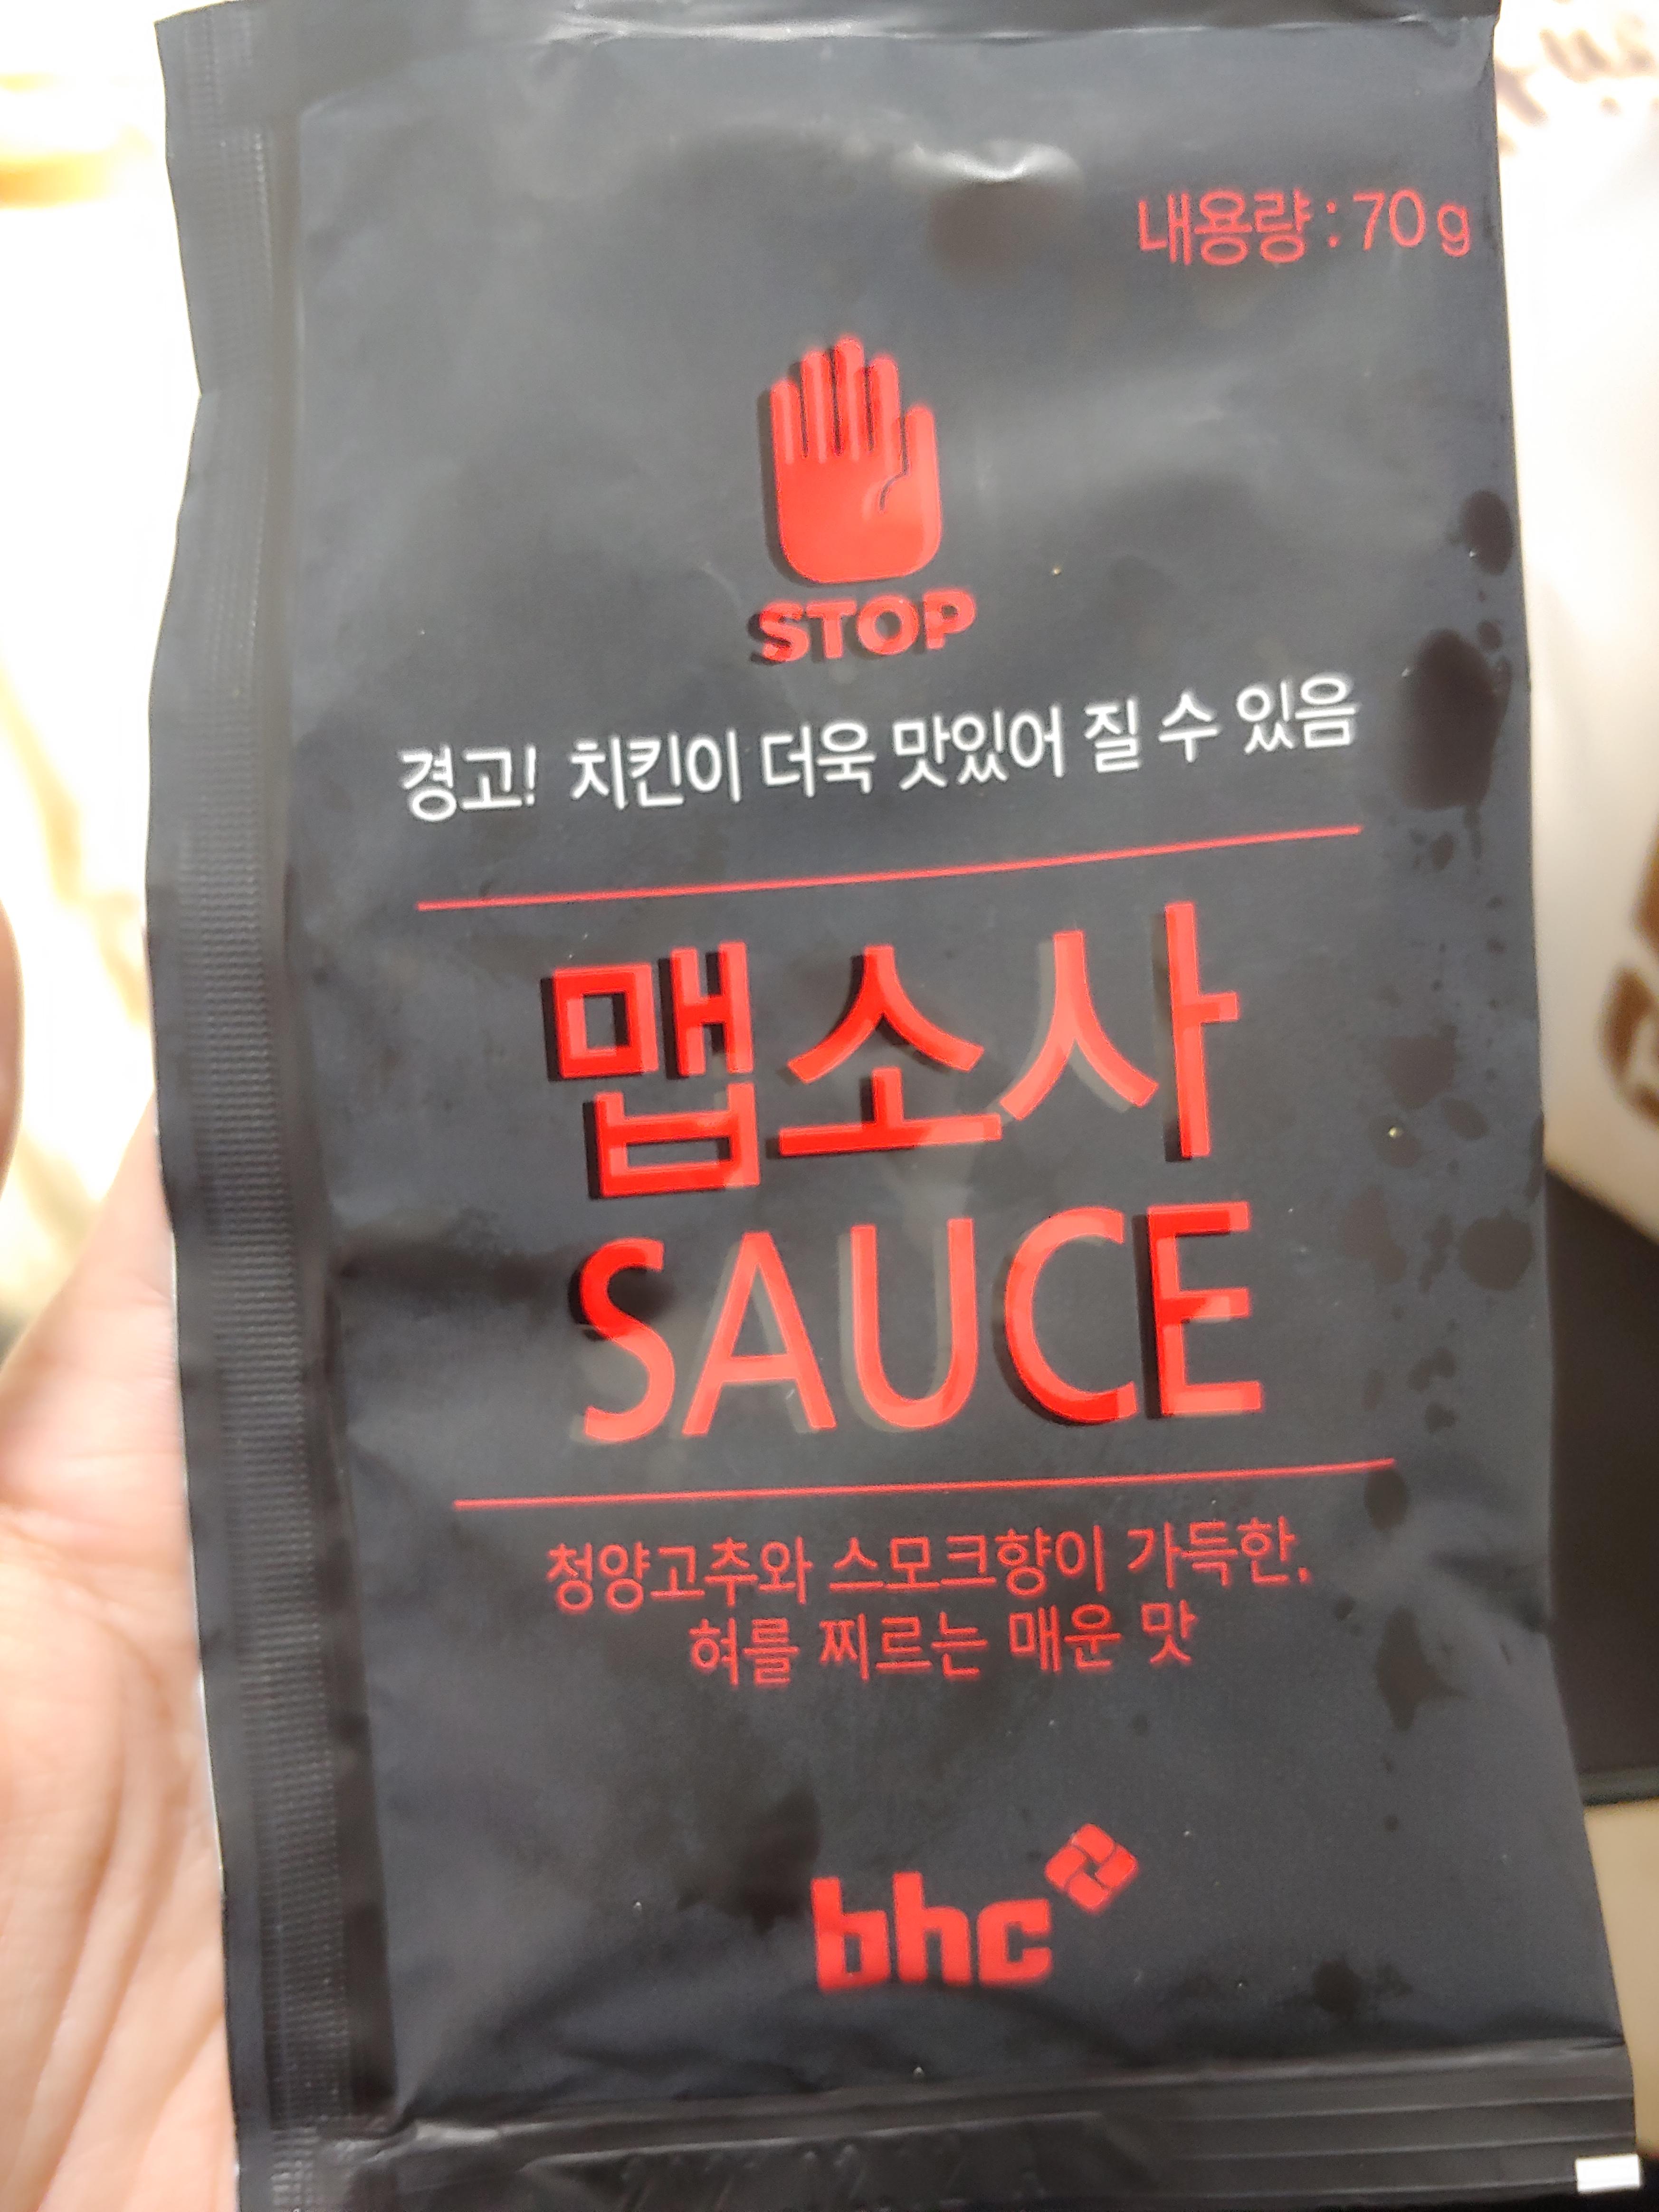 내용량 : 70g
STOP
경고! 치킨이 더욱 맛있어 질 수 있음
맵소사
SAUCE
청양고추와 스모크향이 가득한,
혀를 찌르는 매운 맛
bhc